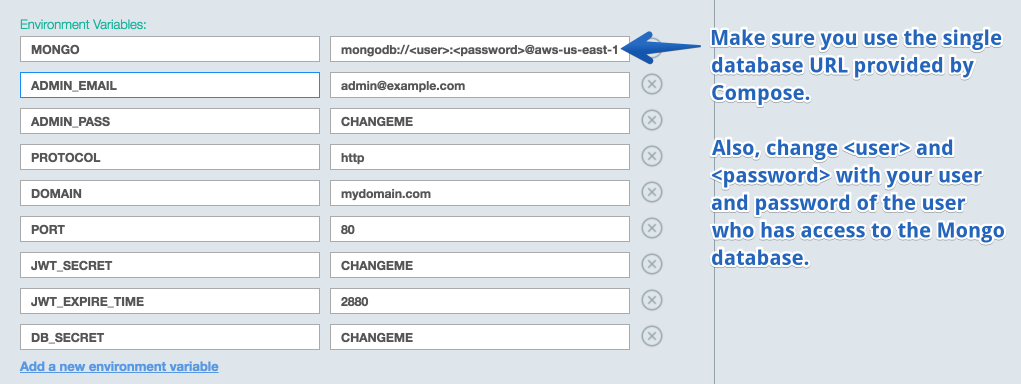 Environment Variables:
MONGO mongodb://<user>:<password>@aws-us-east-1
ADMIN_EMAIL admin@example.com
ADMIN_PASS CHANGEME
PROTOCOL http
DOMAIN mydomain.com
PORT 80
JWT_SECRET CHANGEME
JWT_EXPIRE_TIME 2880
DB_SECRET CHANGEME
Add a new environment variable
Make sure you use the single
database URL provided by
Compose.
Also, change <user> and
<password> with your user
and password of the user
who has access to the Mongo
database.